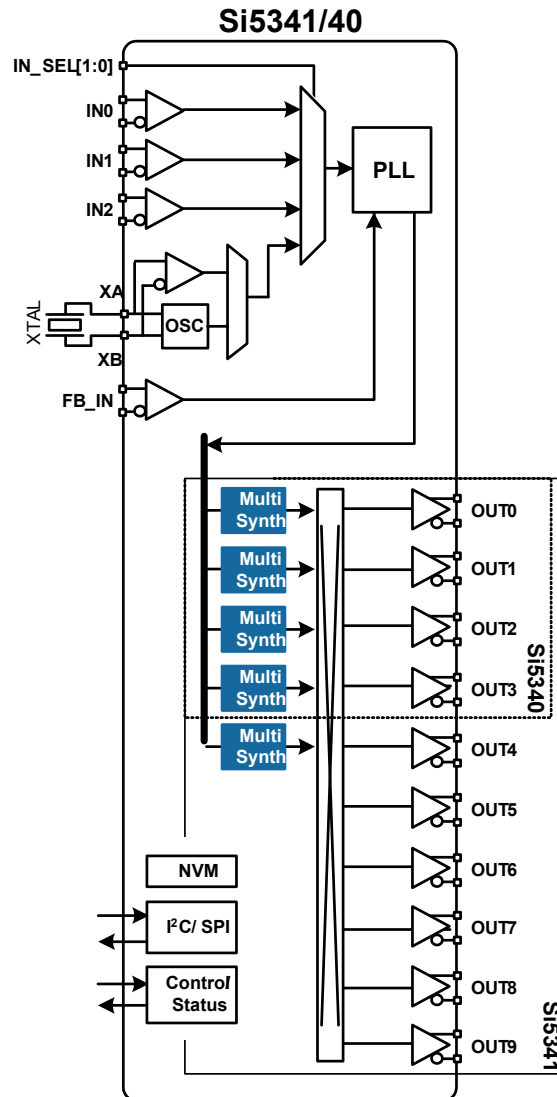 Si5341/40
IN_SEL[1:0]
IN0
IN1
IN2
PLL
XA
XTAL
OSC
XB
FB_IN
Multi
Synth
OUT0
Multi
Synth
OUT1
Multi
Synth
OUT2
Multi
Synth
OUT3
Si5340
Multi
Synth
OUT4
OUT5
OUT6
NVM
I²C/ SPI
OUT7
Control/
Status
OUT8
OUT9
Si5341